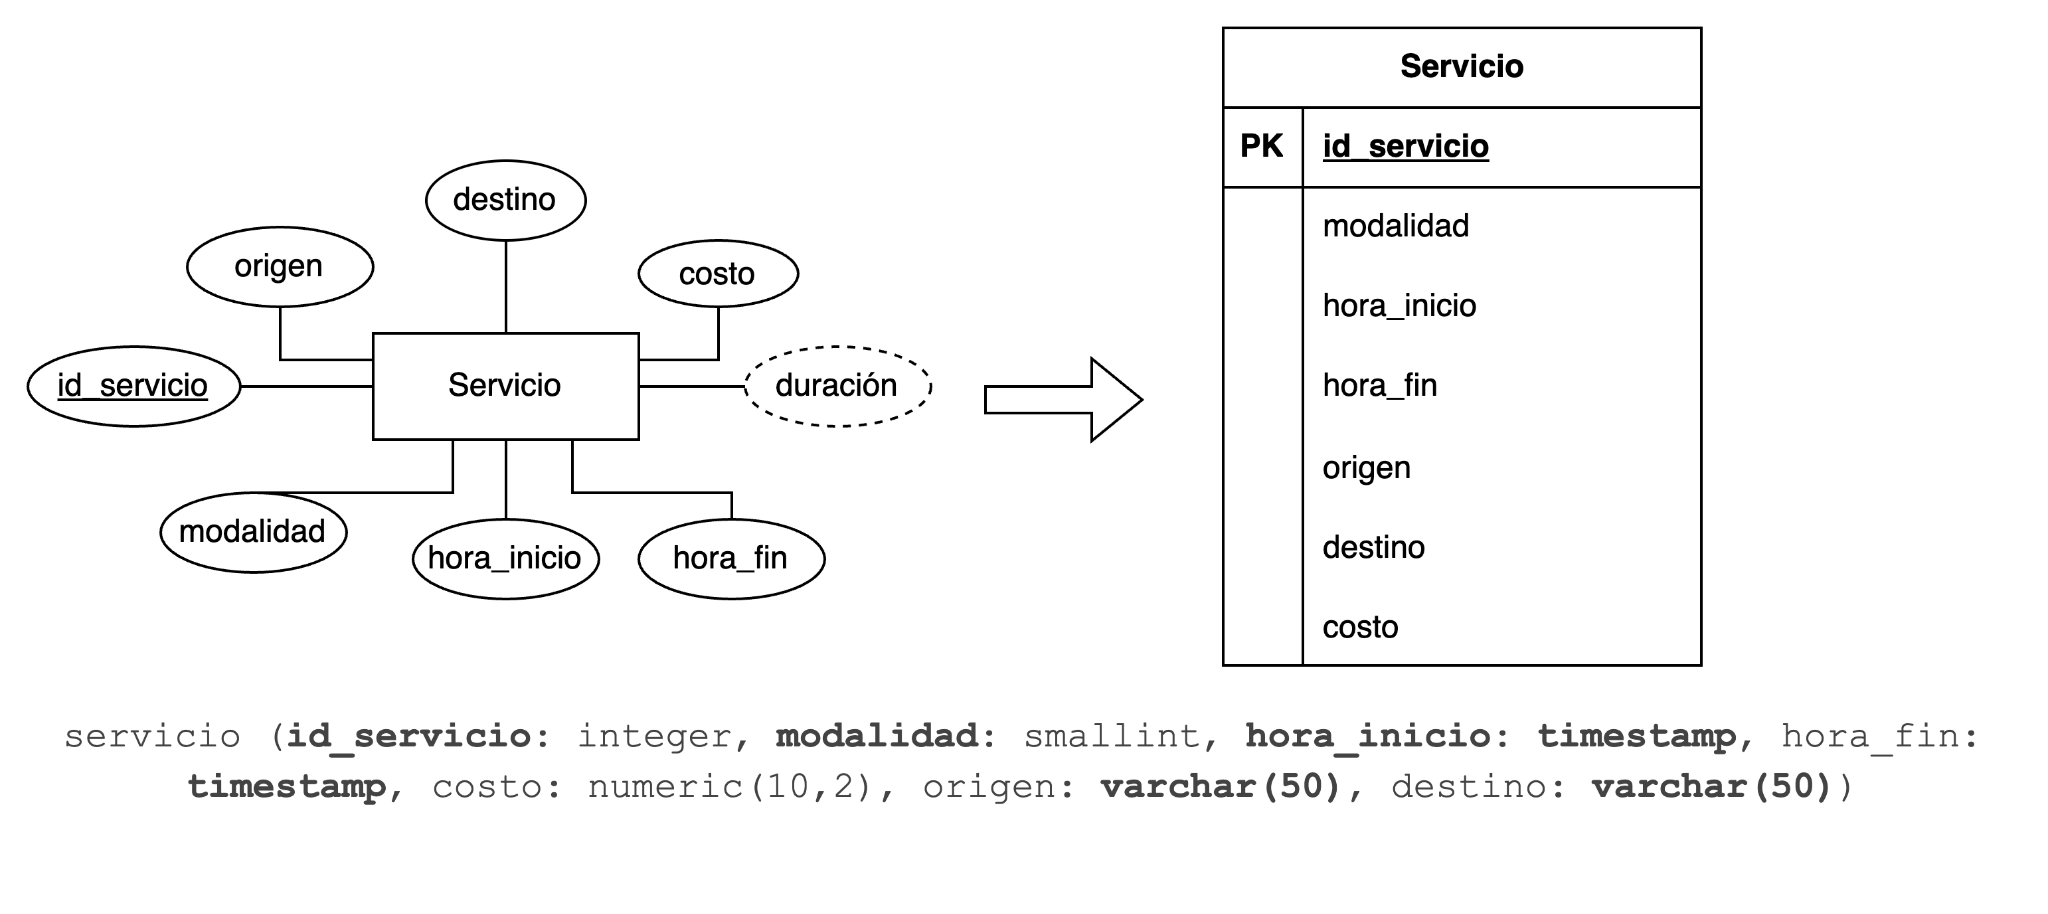 destino
origen
costo
id_servicio
Servicio
duración
modalidad
hora_inicio
hora_fin
Servicio
PK id_servicio
modalidad
hora_inicio
hora_fin
origen
destino
costo
servicio (id_servicio: integer, modalidad: smallint, hora_inicio: timestamp, hora_fin:
timestamp, costo: numeric(10,2), origen: varchar(50), destino: varchar(50))